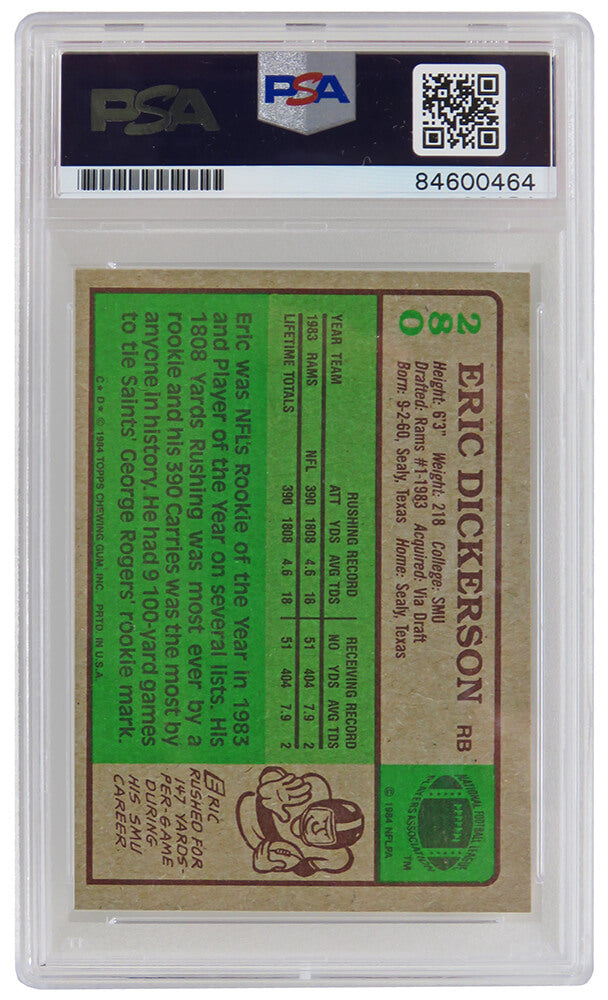 PSA
PSA
84600464
280
ERIC DICKERSON RB
Height: 6'3" Weight: 218 College: SMU
Drafted: Rams #1-1983 Acquired: Via Draft
Born: 9-2-60, Sealy, Texas Home: Sealy, Texas
NATIONAL FOOTBALL LEAGUE
PLAYERS ASSOCIATION
TM
© 1984 NFLPA
RUSHING RECORD RECEIVING RECORD
YEAR TEAM ATT YDS AVG TDS NO YDS AVG TDS
1983 RAMS NFL 390 1808 4.6 18 51 404 7.9 2
LIFETIME TOTALS 390 1808 4.6 18 51 404 7.9 2
Eric was NFL's Rookie of the Year in 1983
and Player of the Year on several lists. His
1808 Yards Rushing was most ever by a
rookie and his 390 Carries was the most by
anyone in history. He had 9 100-yard games
to tie Saints' George Rogers' rookie mark.
C* D* © 1984 TOPPS CHEWING GUM, INC. PRTD IN U.S.A.
ERIC
RUSHED FOR
147 YARDS-
PER-GAME
DURING
HIS SMU
CAREER